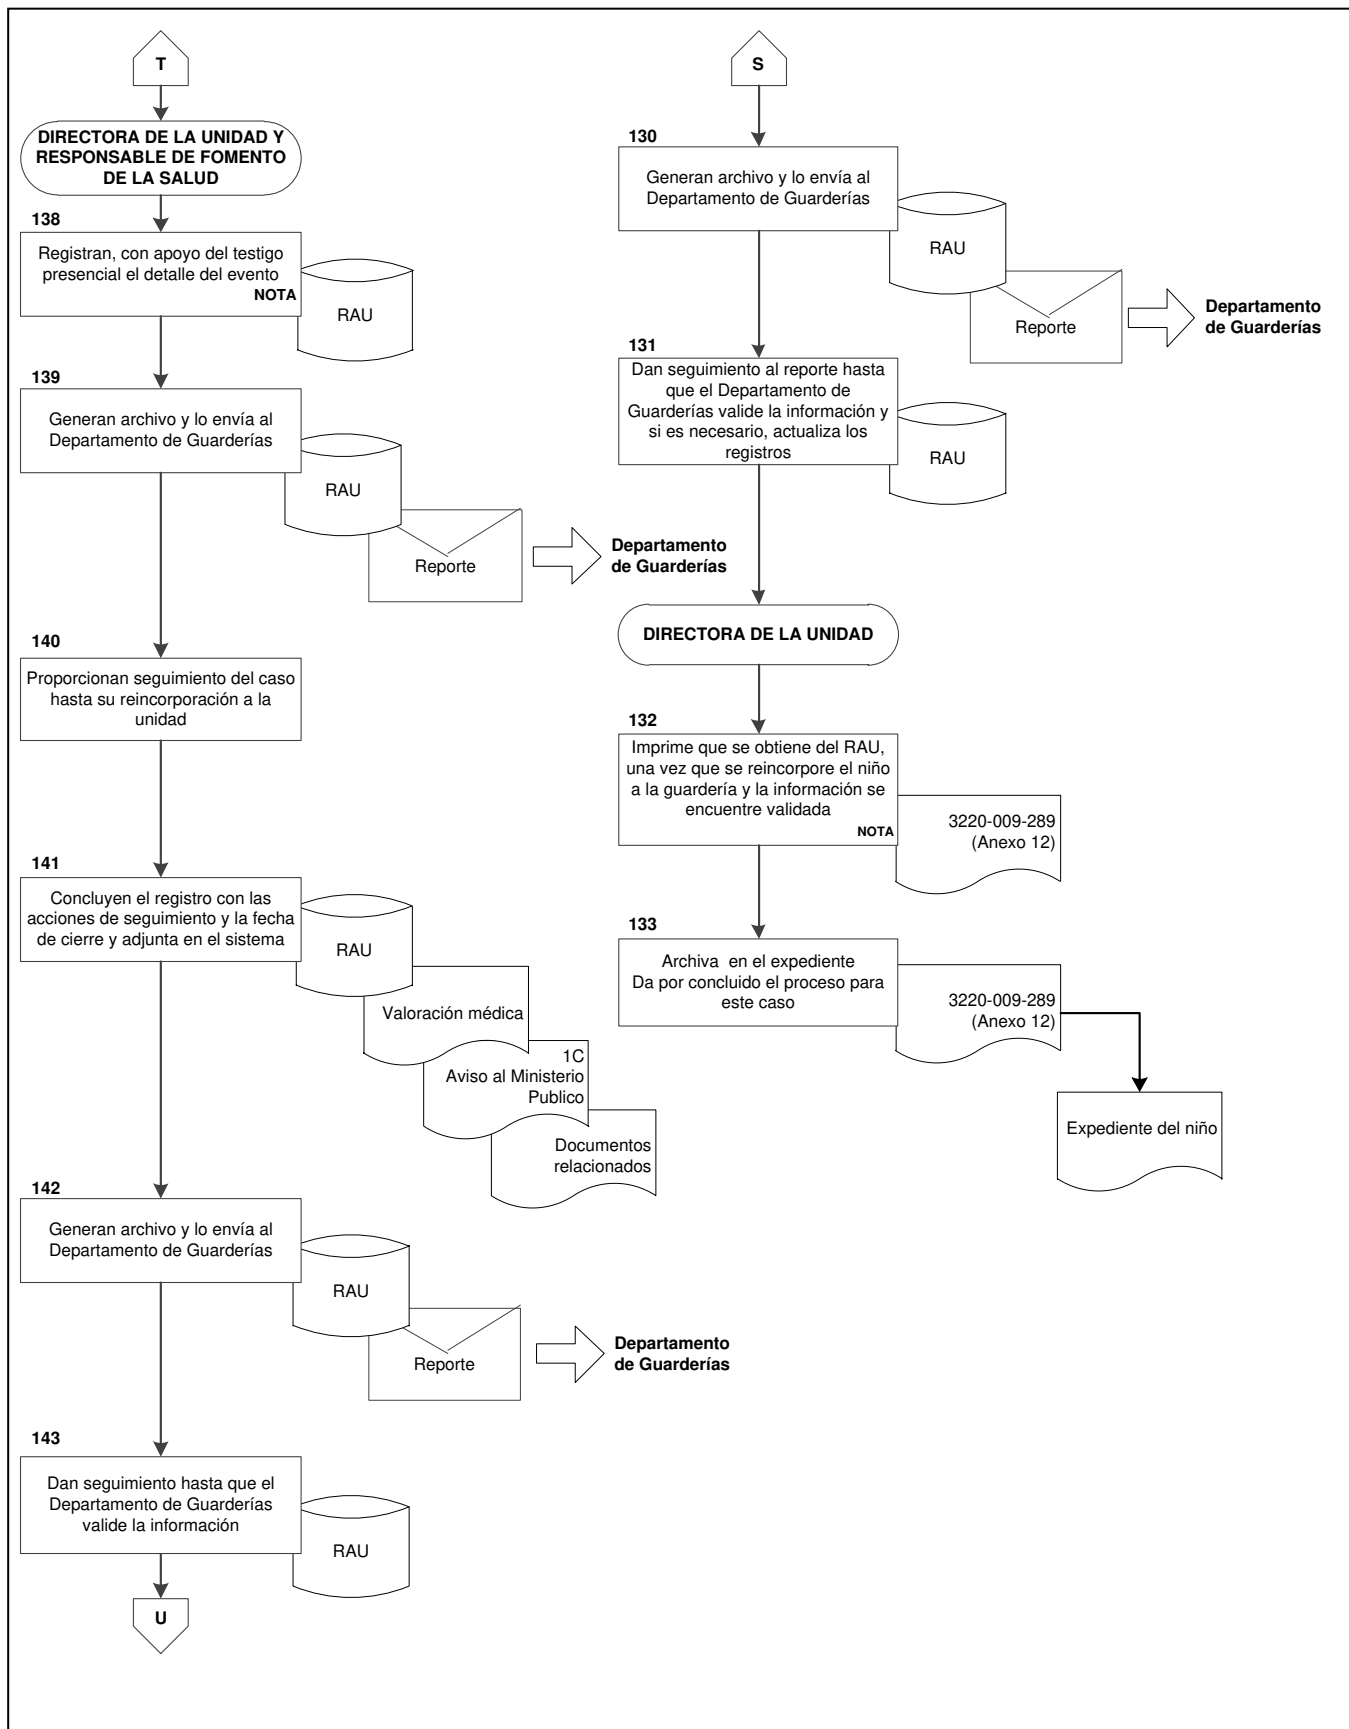 T
DIRECTORA DE LA UNIDAD Y
RESPONSABLE DE FOMENTO
DE LA SALUD
138
Registran, con apoyo del testigo
presencial el detalle del evento
NOTA
RAU
139
Generan archivo y lo envía al
Departamento de Guarderías
RAU
Reporte
Departamento
de Guarderías
140
Proporcionan seguimiento del caso
hasta su reincorporación a la
unidad
141
Concluyen el registro con las
acciones de seguimiento y la fecha
de cierre y adjunta en el sistema
RAU
Valoración médica
1C
Aviso al Ministerio
Publico
Documentos
relacionados
142
Generan archivo y lo envía al
Departamento de Guarderías
RAU
Reporte
Departamento
de Guarderías
143
Dan seguimiento hasta que el
Departamento de Guarderías
valide la información
RAU
U
S
130
Generan archivo y lo envía al
Departamento de Guarderías
RAU
Reporte
Departamento
de Guarderías
131
Dan seguimiento al reporte hasta
que el Departamento de
Guarderías valide la información y
si es necesario, actualiza los
registros
RAU
DIRECTORA DE LA UNIDAD
132
Imprime que se obtiene del RAU,
una vez que se reincorpore el niño
a la guardería y la información se
encuentre validada
NOTA
3220-009-289
(Anexo 12)
133
Archiva en el expediente
Da por concluido el proceso para
este caso
3220-009-289
(Anexo 12)
Expediente del niño